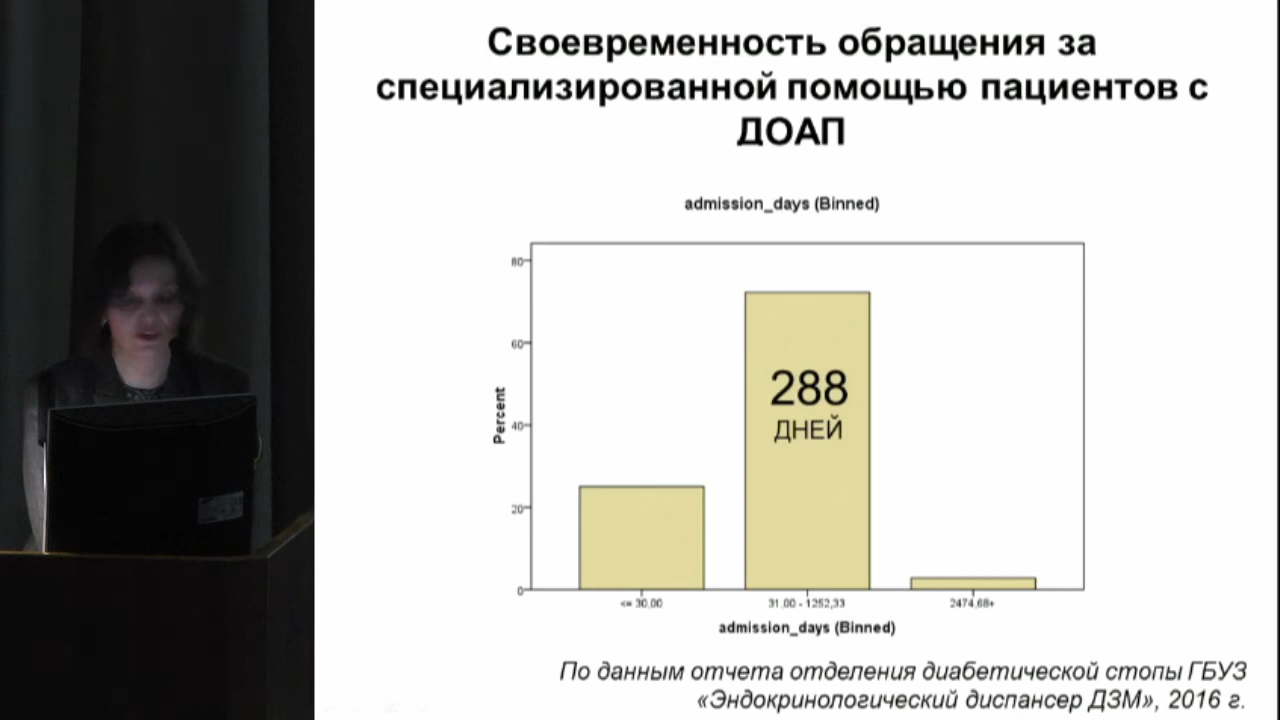 Своевременность обращения за
специализированной помощью пациентов с
ДОАП
admission_days (Binned)
Percent
80
60
40
20
0
288
ДНЕЙ
<= 30,00
31,00 - 1252,33
2474,68+
admission_days (Binned)
По данным отчета отделения диабетической стопы ГБУЗ
«Эндокринологический диспансер ДЗМ», 2016 г.